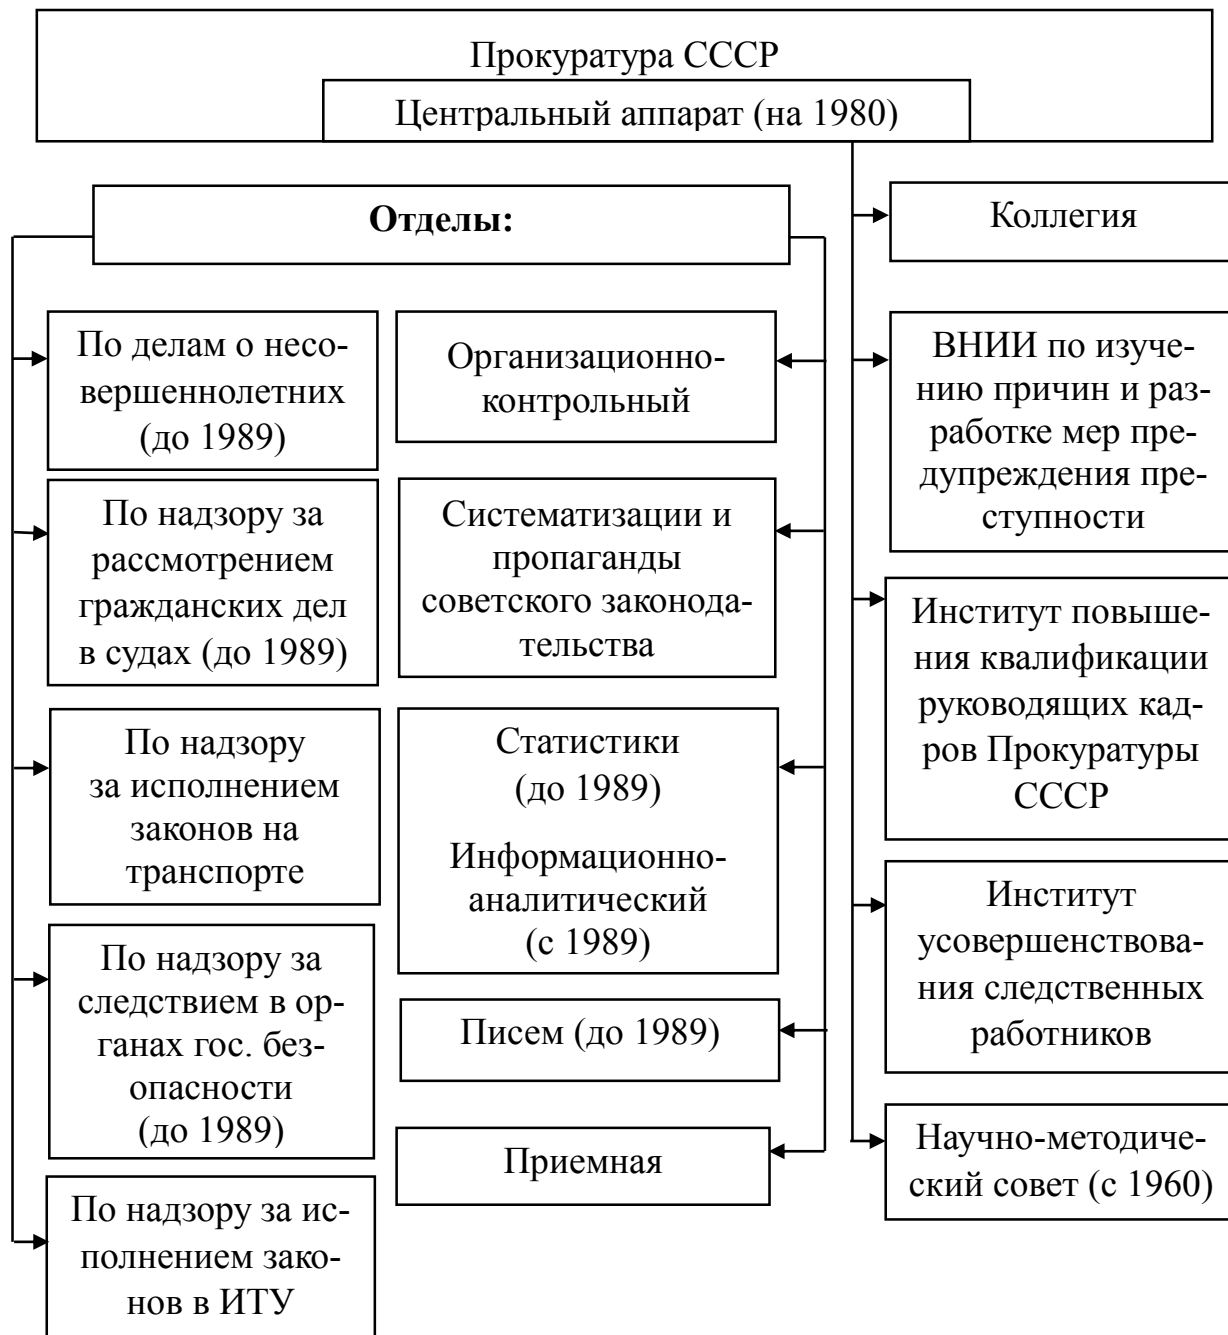 Прокуратура СССР
Центральный аппарат (на 1980)
Отделы:
По делам о несо-
вершеннолетних
(до 1989)
По надзору за
рассмотрением
гражданских дел
в судах (до 1989)
По надзору
за исполнением
законов на
транспорте
По надзору за
следствием в ор-
ганах гос. без-
опасности
(до 1989)
По надзору за ис-
полнением зако-
нов в ИТУ
Организационно-
контрольный
Систематизации и
пропаганды
советского законода-
тельства
Статистики
(до 1989)
Информационно-
аналитический
(с 1989)
Писем (до 1989)
Приемная
Коллегия
ВНИИ по изуче-
нию причин и раз-
работке мер пре-
дупреждения пре-
ступности
Институт повыше-
ния квалификации
руководящих кад-
ров Прокуратуры
СССР
Институт
усовершенствова-
ния следственных
работников
Научно-методиче-
ский совет (с 1960)